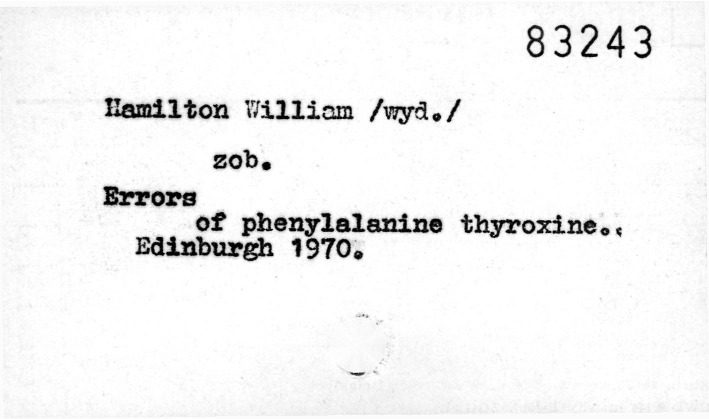 83243
Hamilton William /wyd./
zob.
Errors
of phenylalanine thyroxine..
Edinburgh 1970.